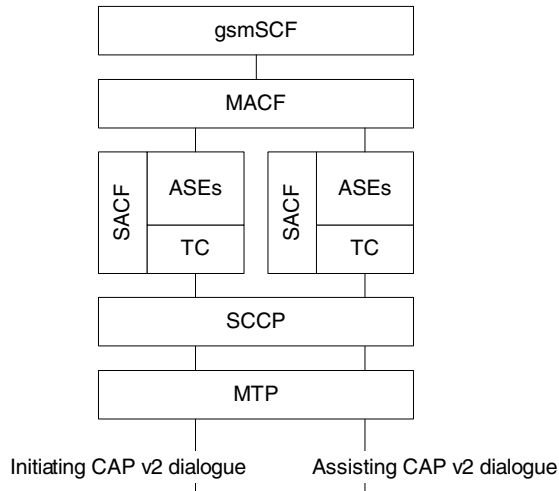 gsmSCF
MACF
SACF
ASEs
TC
SACF
ASEs
TC
SCCP
MTP
Initiating CAP v2 dialogue
Assisting CAP v2 dialogue